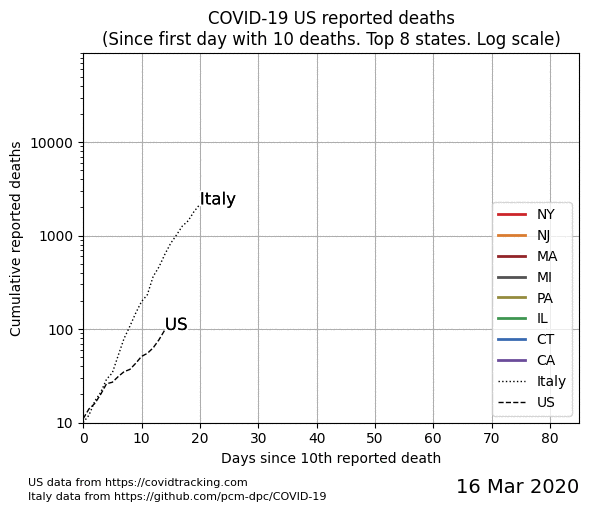 COVID-19 US reported deaths
(Since first day with 10 deaths. Top 8 states. Log scale)
Cumulative reported deaths
10000
1000
100
10
Italy
US
NY
NJ
MA
MI
PA
IL
CT
CA
Italy
US
0 10 20 30 40 50 60 70 80
Days since 10th reported death
US data from https://covidtracking.com
Italy data from https://github.com/pcm-dpc/COVID-19
16 Mar 2020